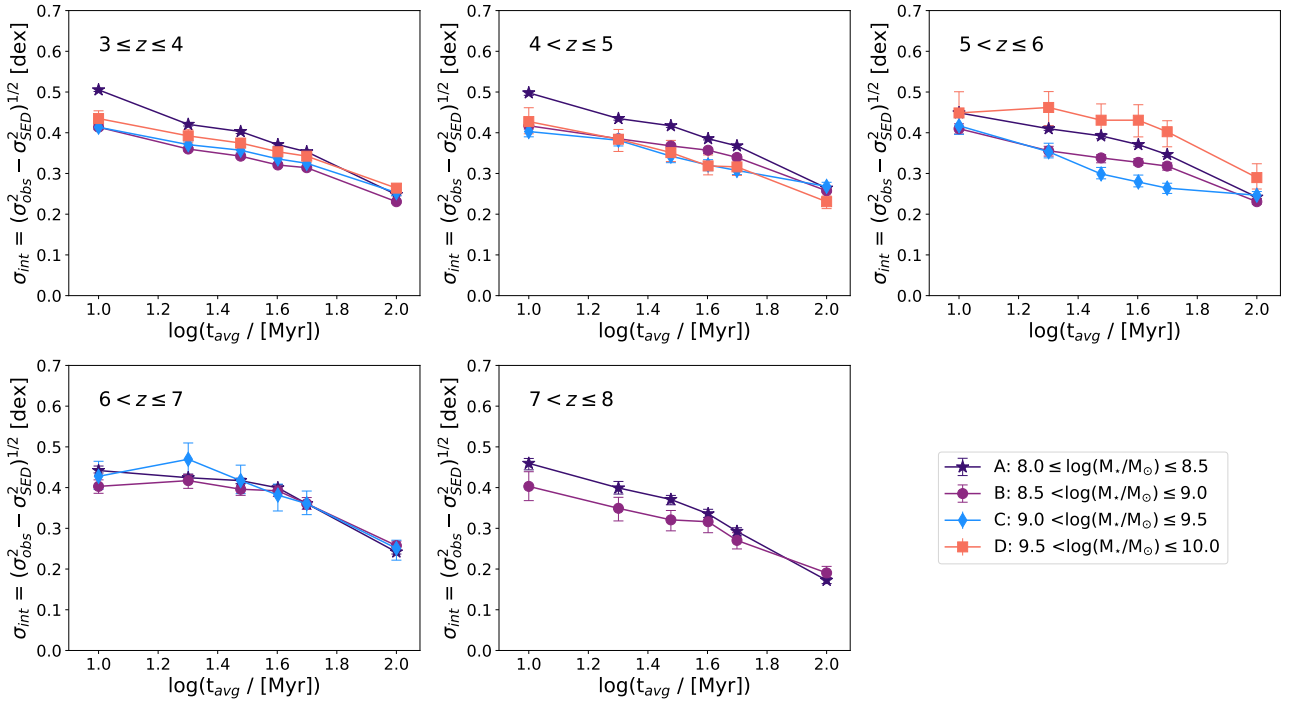 3 ≤ z ≤ 4
0.7
0.6
0.5
0.4
0.3
0.2
0.1
0.0
σ_int = (σ²_obs − σ²_SED)^1/2 [dex]
1.0 1.2 1.4 1.6 1.8 2.0
log(t_avg / [Myr])
4 < z ≤ 5
0.7
0.6
0.5
0.4
0.3
0.2
0.1
0.0
σ_int = (σ²_obs − σ²_SED)^1/2 [dex]
1.0 1.2 1.4 1.6 1.8 2.0
log(t_avg / [Myr])
5 < z ≤ 6
0.7
0.6
0.5
0.4
0.3
0.2
0.1
0.0
σ_int = (σ²_obs − σ²_SED)^1/2 [dex]
1.0 1.2 1.4 1.6 1.8 2.0
log(t_avg / [Myr])
6 < z ≤ 7
0.7
0.6
0.5
0.4
0.3
0.2
0.1
0.0
σ_int = (σ²_obs − σ²_SED)^1/2 [dex]
1.0 1.2 1.4 1.6 1.8 2.0
log(t_avg / [Myr])
7 < z ≤ 8
0.7
0.6
0.5
0.4
0.3
0.2
0.1
0.0
σ_int = (σ²_obs − σ²_SED)^1/2 [dex]
1.0 1.2 1.4 1.6 1.8 2.0
log(t_avg / [Myr])
A: 8.0 ≤ log(M⋆/M⊙) ≤ 8.5
B: 8.5 < log(M⋆/M⊙) ≤ 9.0
C: 9.0 < log(M⋆/M⊙) ≤ 9.5
D: 9.5 < log(M⋆/M⊙) ≤ 10.0